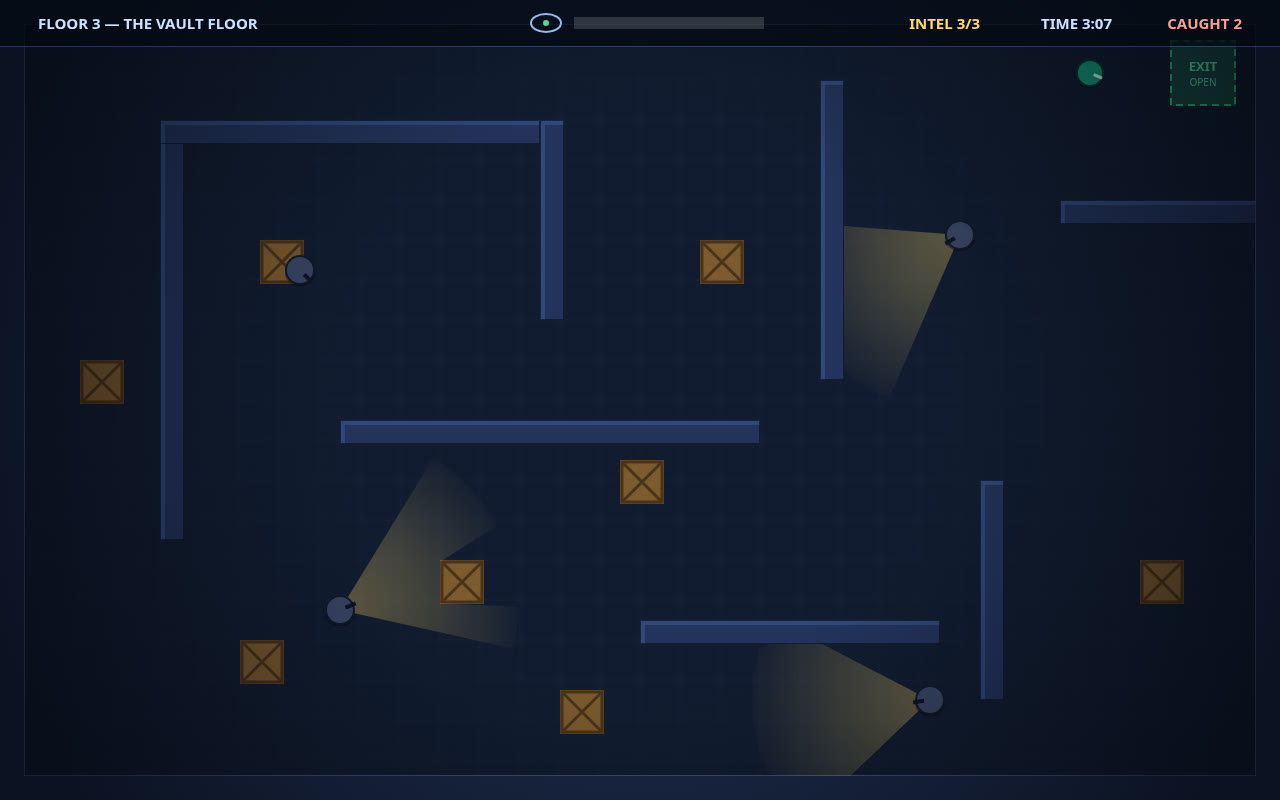 FLOOR 3 — THE VAULT FLOOR
INTEL 3/3
TIME 3:07
CAUGHT 2
EXIT
OPEN